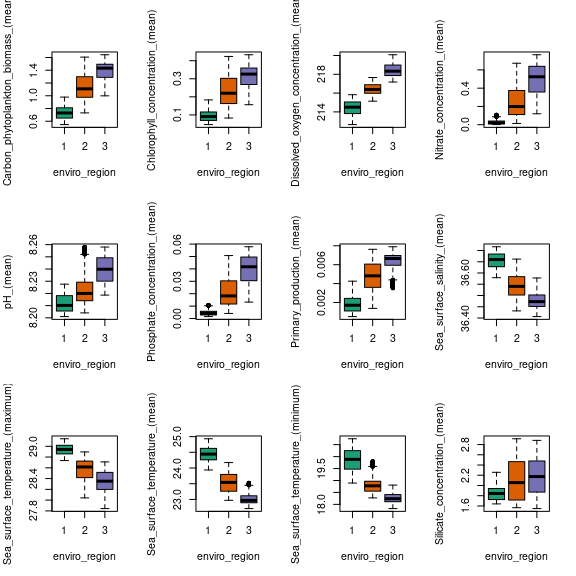 Carbon_phytoplankton_biomass_(mean
0.6 1.0 1.4
1 2 3
enviro_region
Chlorophyll_concentration_(mean)
0.1 0.3
1 2 3
enviro_region
Dissolved_oxygen_concentration_(mean)
214 218
1 2 3
enviro_region
Nitrate_concentration_(mean)
0.0 0.4
1 2 3
enviro_region
pH_(mean)
8.20 8.23 8.26
1 2 3
enviro_region
Phosphate_concentration_(mean)
0.00 0.03 0.06
1 2 3
enviro_region
Primary_production_(mean)
0.002 0.006
1 2 3
enviro_region
Sea_surface_salinity_(mean)
36.40 36.60
1 2 3
enviro_region
Sea_surface_temperature_(maximum)
27.8 28.4 29.0
1 2 3
enviro_region
Sea_surface_temperature_(mean)
23.0 24.0 25.0
1 2 3
enviro_region
Sea_surface_temperature_(minimum)
18.0 19.5
1 2 3
enviro_region
Silicate_concentration_(mean)
1.6 2.2 2.8
1 2 3
enviro_region